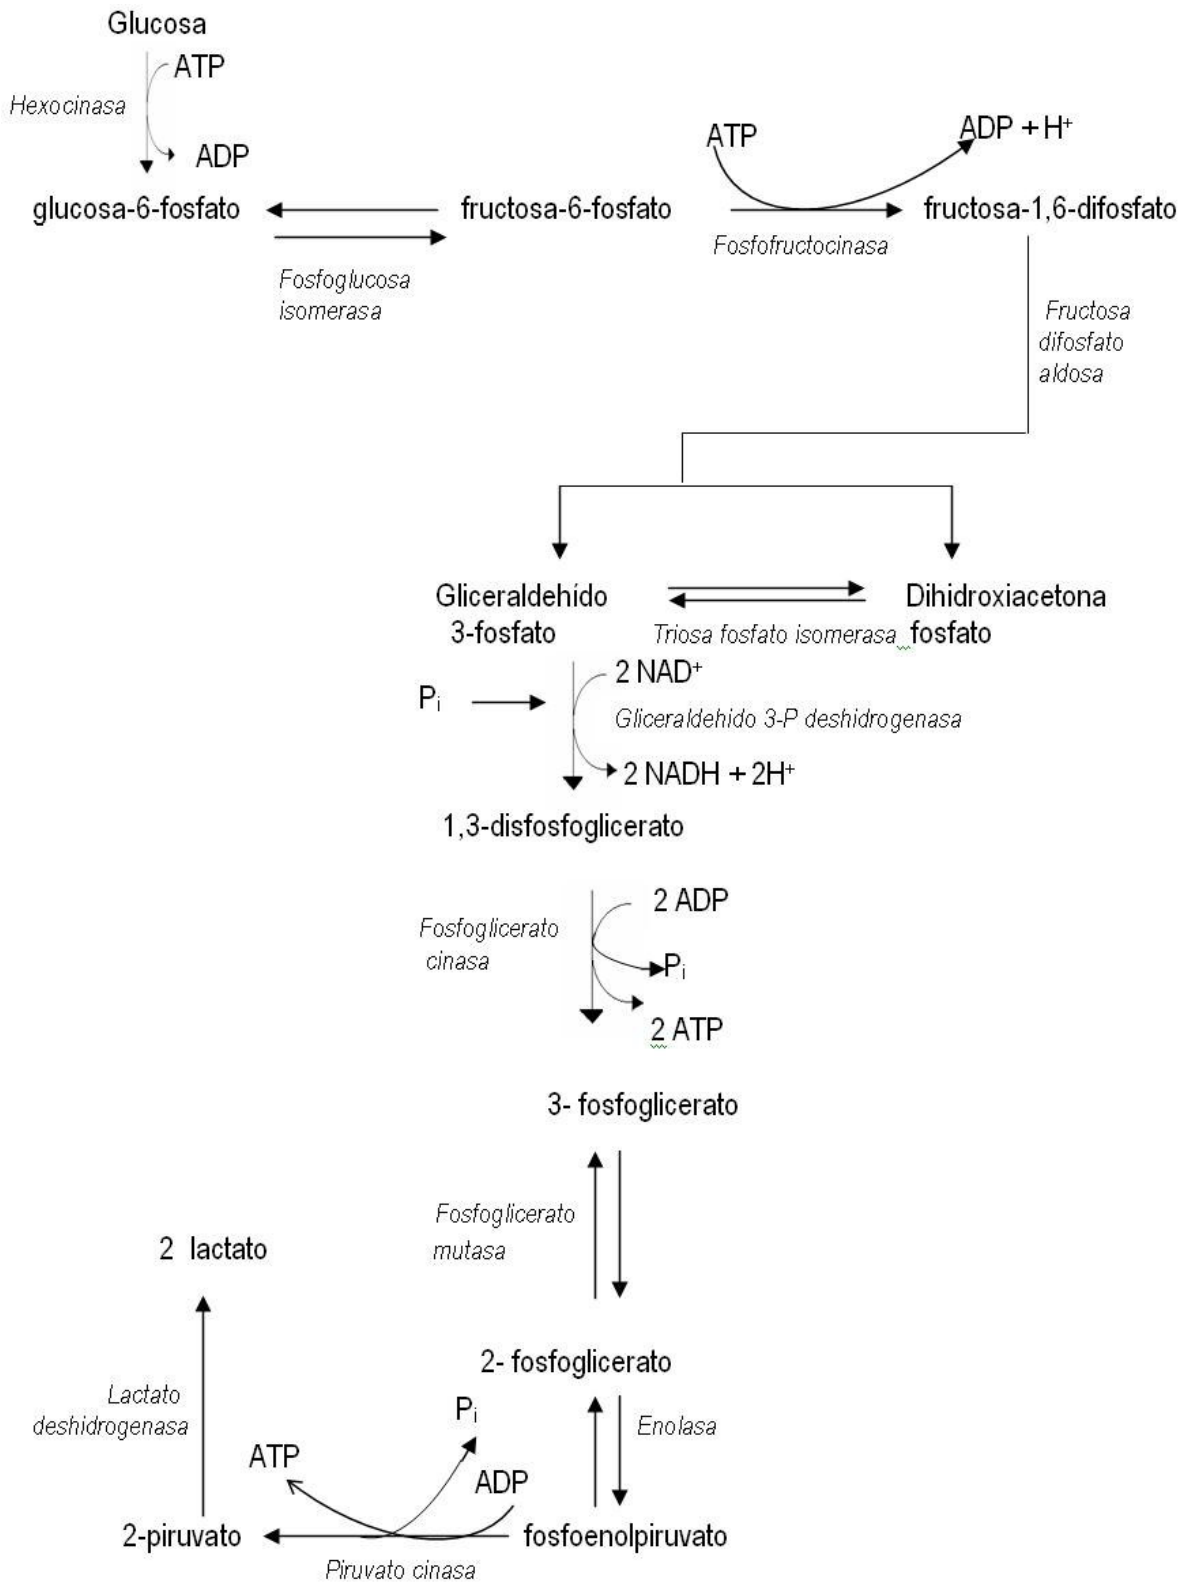 Glucosa
ATP
Hexocinasa
ADP
ATP
ADP + H⁺
glucosa-6-fosfato
fructosa-6-fosfato
fructosa-1,6-difosfato
Fosfofructocinasa
Fosfoglucosa
isomerasa
Fructosa
difosfato
aldosa
Gliceraldehído
3-fosfato
Triosa fosfato isomerasa
Dihidroxiacetona
fosfato
Pᵢ
2 NAD⁺
Gliceraldehido 3-P deshidrogenasa
2 NADH + 2H⁺
1,3-disfosfoglicerato
2 ADP
Fosfoglicerato
cinasa
Pᵢ
2 ATP
3- fosfoglicerato
Fosfoglicerato
mutasa
2 lactato
2- fosfoglicerato
Lactato
deshidrogenasa
Pᵢ
Enolasa
ATP
ADP
2-piruvato
fosfoenolpiruvato
Piruvato cinasa